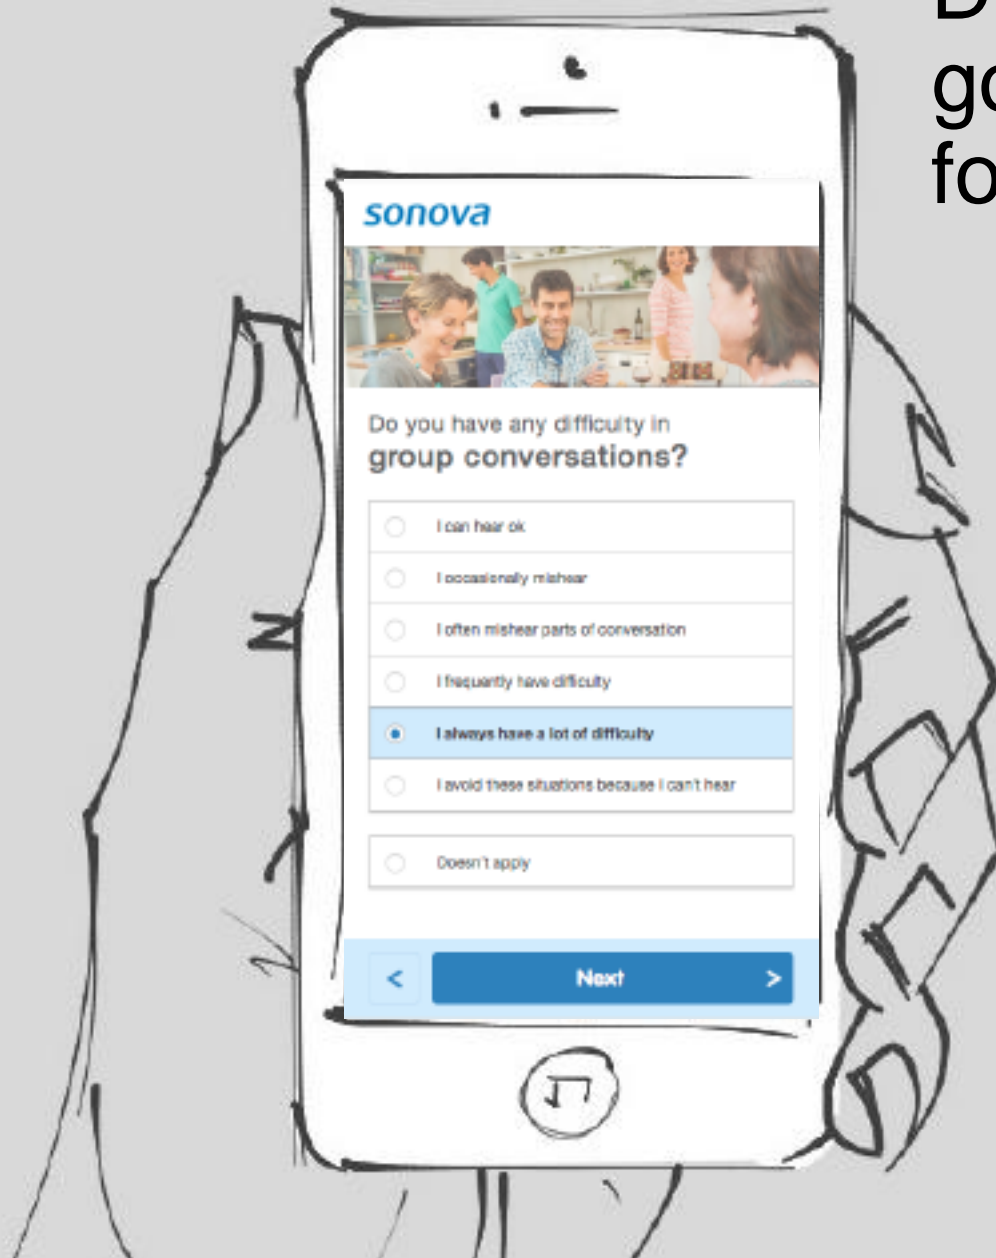 sonova
Do you have any difficulty in
group conversations?
I can hear ok
I occasionally mishear
I often mishear parts of conversation
I frequently have difficulty
I always have a lot of difficulty
I avoid these situations because I can't hear
Doesn't apply
< Next >